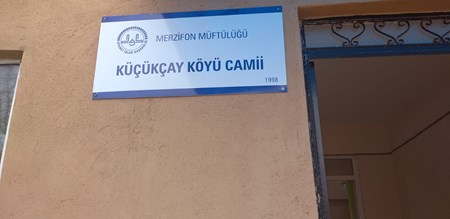 MERZİFON MÜFTÜLÜĞÜ
KÜÇÜKÇAY KÖYÜ CAMİİ
1998